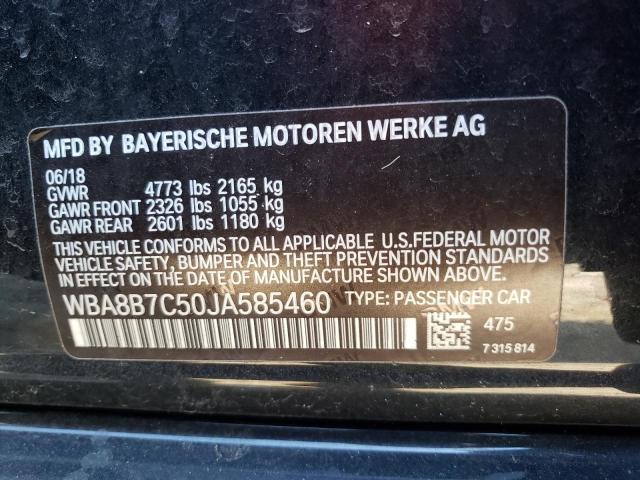 MFD BY BAYERISCHE MOTOREN WERKE AG
06/18
GVWR 4773 lbs 2165 kg
GAWR FRONT 2326 lbs 1055 kg
GAWR REAR 2601 lbs 1180 kg
THIS VEHICLE CONFORMS TO ALL APPLICABLE U.S.FEDERAL MOTOR
VEHICLE SAFETY, BUMPER AND THEFT PREVENTION STANDARDS
IN EFFECT ON THE DATE OF MANUFACTURE SHOWN ABOVE.
WBA8B7C50JA585460 TYPE: PASSENGER CAR
475
7 315 814